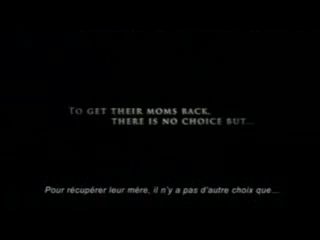 TO GET THEIR MOMS BACK,
THERE IS NO CHOICE BUT...
Pour récupérer leur mère, il n'y a pas d'autre choix que...